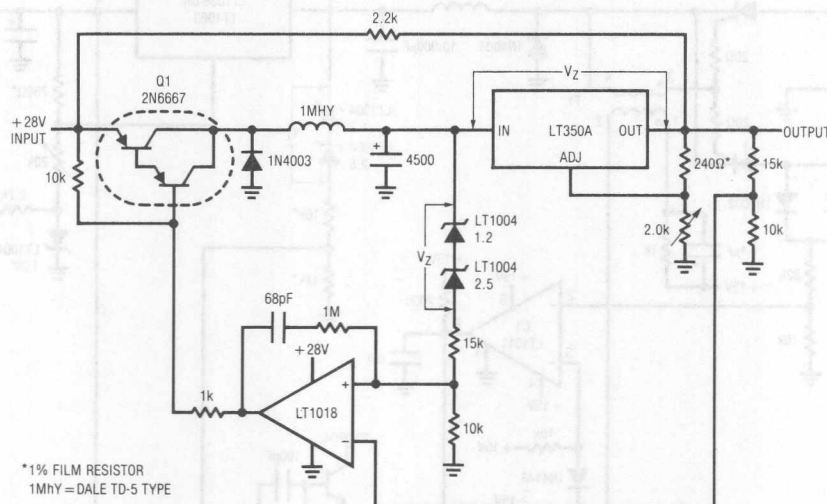 2.2k
Q1
2N6667
+28V
INPUT
10k
1MHY
1N4003
+
4500
VZ
IN
LT350A
OUT
ADJ
OUTPUT
240Ω*
15k
2.0k
10k
LT1004
1.2
VZ
LT1004
2.5
68pF
1M
15k
+28V
+
1k
LT1018
−
10k
*1% FILM RESISTOR
1MhY = DALE TD-5 TYPE